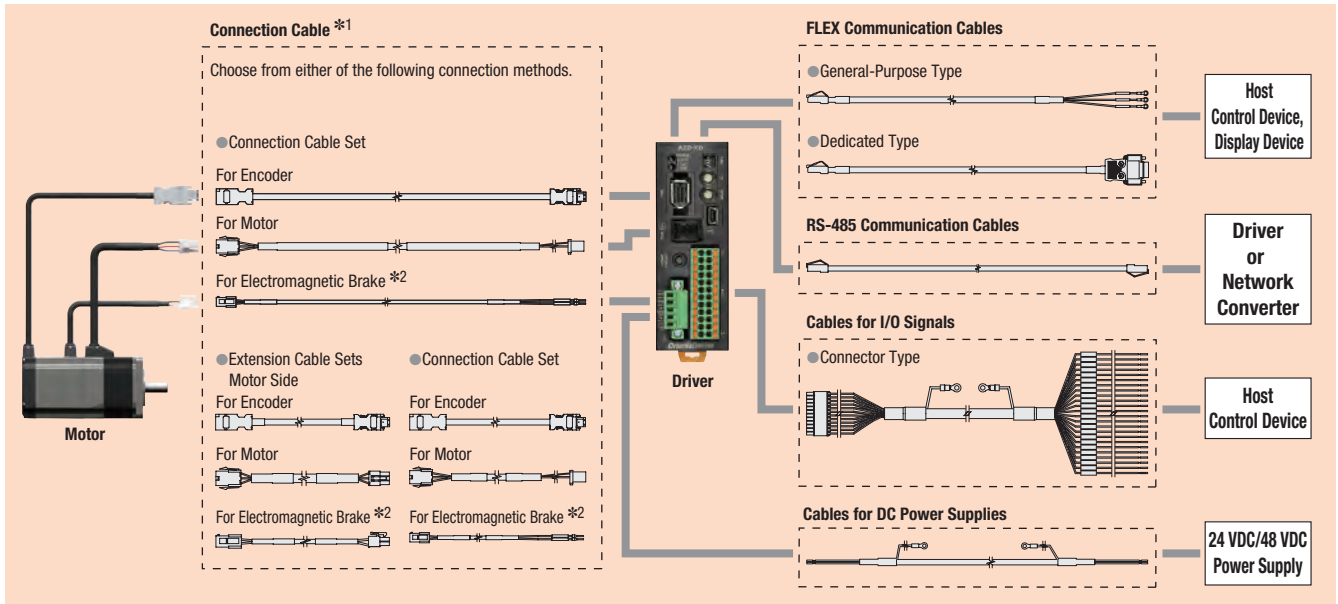 Connection Cable *1
Choose from either of the following connection methods.
●Connection Cable Set
For Encoder
For Motor
For Electromagnetic Brake *2
●Extension Cable Sets
Motor Side
For Encoder
For Motor
For Electromagnetic Brake *2
●Connection Cable Set
For Encoder
For Motor
For Electromagnetic Brake *2
Motor
Driver
FLEX Communication Cables
●General-Purpose Type
●Dedicated Type
Host
Control Device,
Display Device
RS-485 Communication Cables
Driver
or
Network
Converter
Cables for I/O Signals
●Connector Type
Host
Control Device
Cables for DC Power Supplies
24 VDC/48 VDC
Power Supply